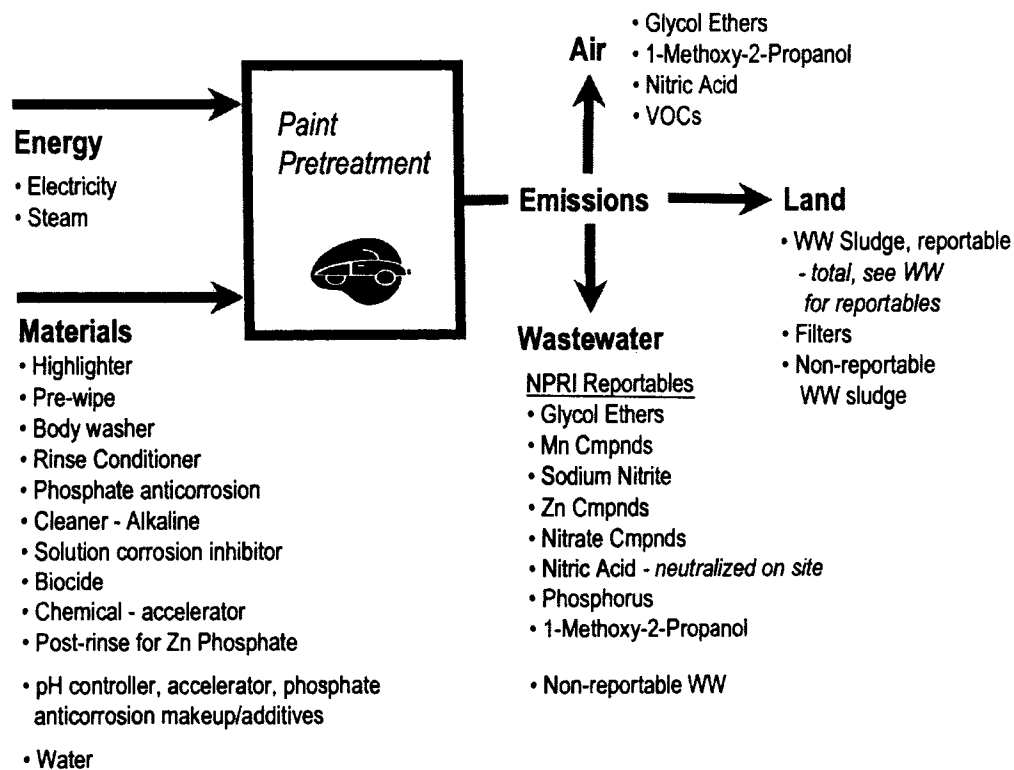 Energy
• Electricity
• Steam
Materials
• Highlighter
• Pre-wipe
• Body washer
• Rinse Conditioner
• Phosphate anticorrosion
• Cleaner - Alkaline
• Solution corrosion inhibitor
• Biocide
• Chemical - accelerator
• Post-rinse for Zn Phosphate
• pH controller, accelerator, phosphate
anticorrosion makeup/additives
• Water
Paint
Pretreatment
Emissions
Air
• Glycol Ethers
• 1-Methoxy-2-Propanol
• Nitric Acid
• VOCs
Land
• WW Sludge, reportable
- total, see WW
for reportables
• Filters
• Non-reportable
WW sludge
Wastewater
NPRI Reportables
• Glycol Ethers
• Mn Cmpnds
• Sodium Nitrite
• Zn Cmpnds
• Nitrate Cmpnds
• Nitric Acid - neutralized on site
• Phosphorus
• 1-Methoxy-2-Propanol
• Non-reportable WW